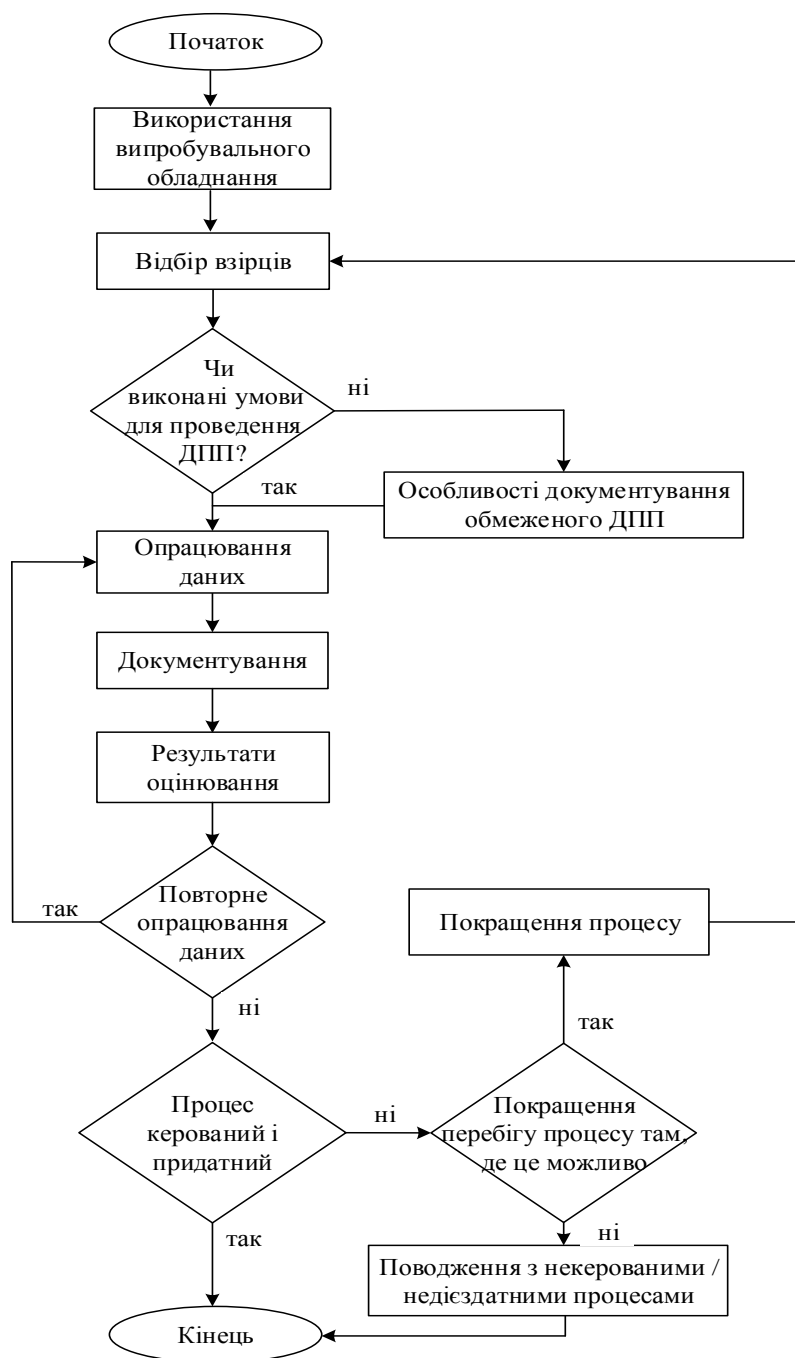 Початок
Використання
випробувального
обладнання
Відбір взірців
Чи
виконані умови
для проведення
ДПП?
ні
так
Особливості документування
обмеженого ДПП
Опрацювання
даних
Документування
Результати
оцінювання
Повторне
опрацювання
даних
так
ні
Покращення процесу
так
Процес
керований і
придатний
ні
Покращення
перебігу процесу там,
де це можливо
так
ні
Поводження з некерованими /
недієздатними процесами
Кінець